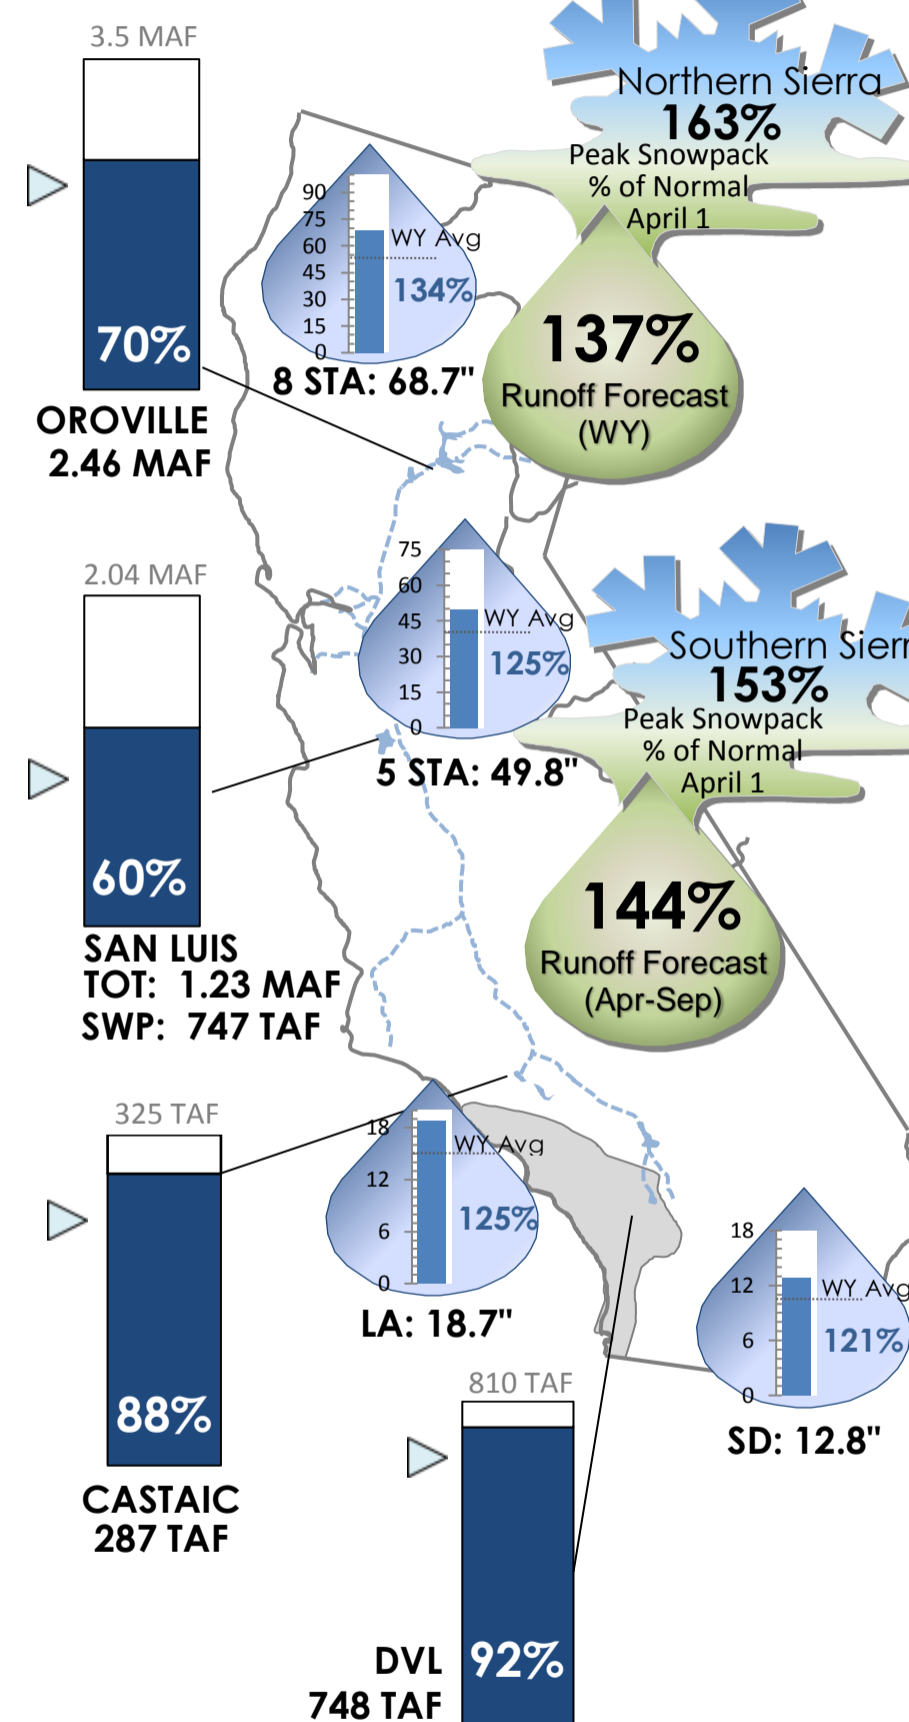 3.5 MAF
70%
OROVILLE
2.46 MAF
Northern Sierra
163%
Peak Snowpack
% of Normal
April 1
137%
Runoff Forecast
(WY)
90
75
60
45
30
15
0
WY Avg
134%
8 STA: 68.7"
2.04 MAF
60%
SAN LUIS
TOT: 1.23 MAF
SWP: 747 TAF
75
60
45
30
15
0
WY Avg
125%
5 STA: 49.8"
Southern Sierr
153%
Peak Snowpack
% of Normal
April 1
144%
Runoff Forecast
(Apr-Sep)
325 TAF
88%
CASTAIC
287 TAF
18
12
6
0
WY Avg
125%
LA: 18.7"
18
12
6
0
WY Avg
121%
SD: 12.8"
810 TAF
92%
DVL
748 TAF